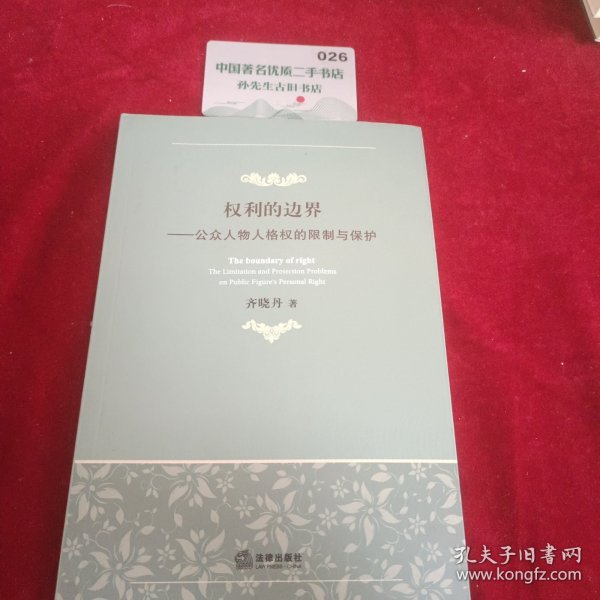 026
中国著名优质二手书店
孙先生古旧书店
权利的边界
——公众人物人格权的限制与保护
The boundary of right
The Limitation and Protection Problems
on Public Figure's Personal Right
齐晓丹 著
法律出版社
LAW PRESS·CHINA
孔夫子旧书网
www.kongfz.com